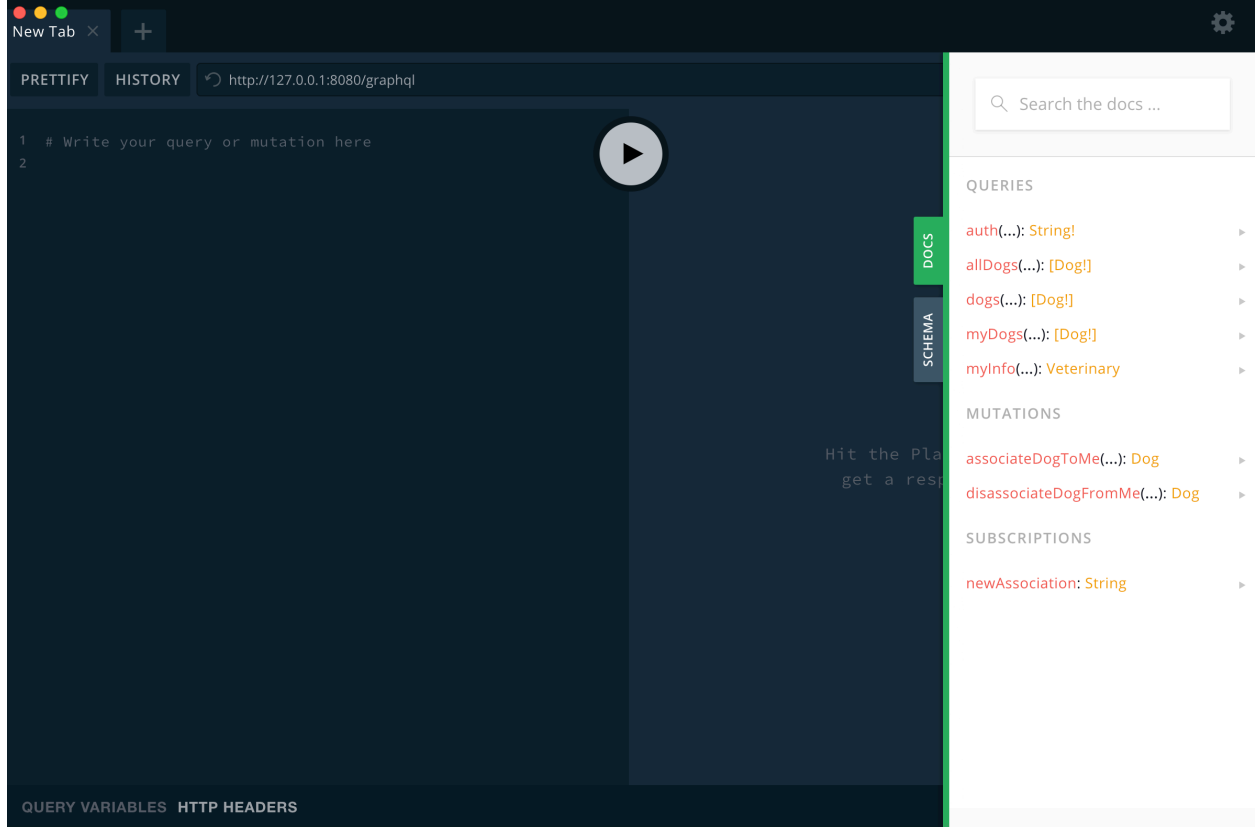 New Tab
PRETTIFY HISTORY http://127.0.0.1:8080/graphql
1 # Write your query or mutation here
2
Hit the Pla
get a resp
DOCS
SCHEMA
Search the docs ...
QUERIES
auth(...): String!
allDogs(...): [Dog!]
dogs(...): [Dog!]
myDogs(...): [Dog!]
myInfo(...): Veterinary
MUTATIONS
associateDogToMe(...): Dog
disassociateDogFromMe(...): Dog
SUBSCRIPTIONS
newAssociation: String
QUERY VARIABLES HTTP HEADERS